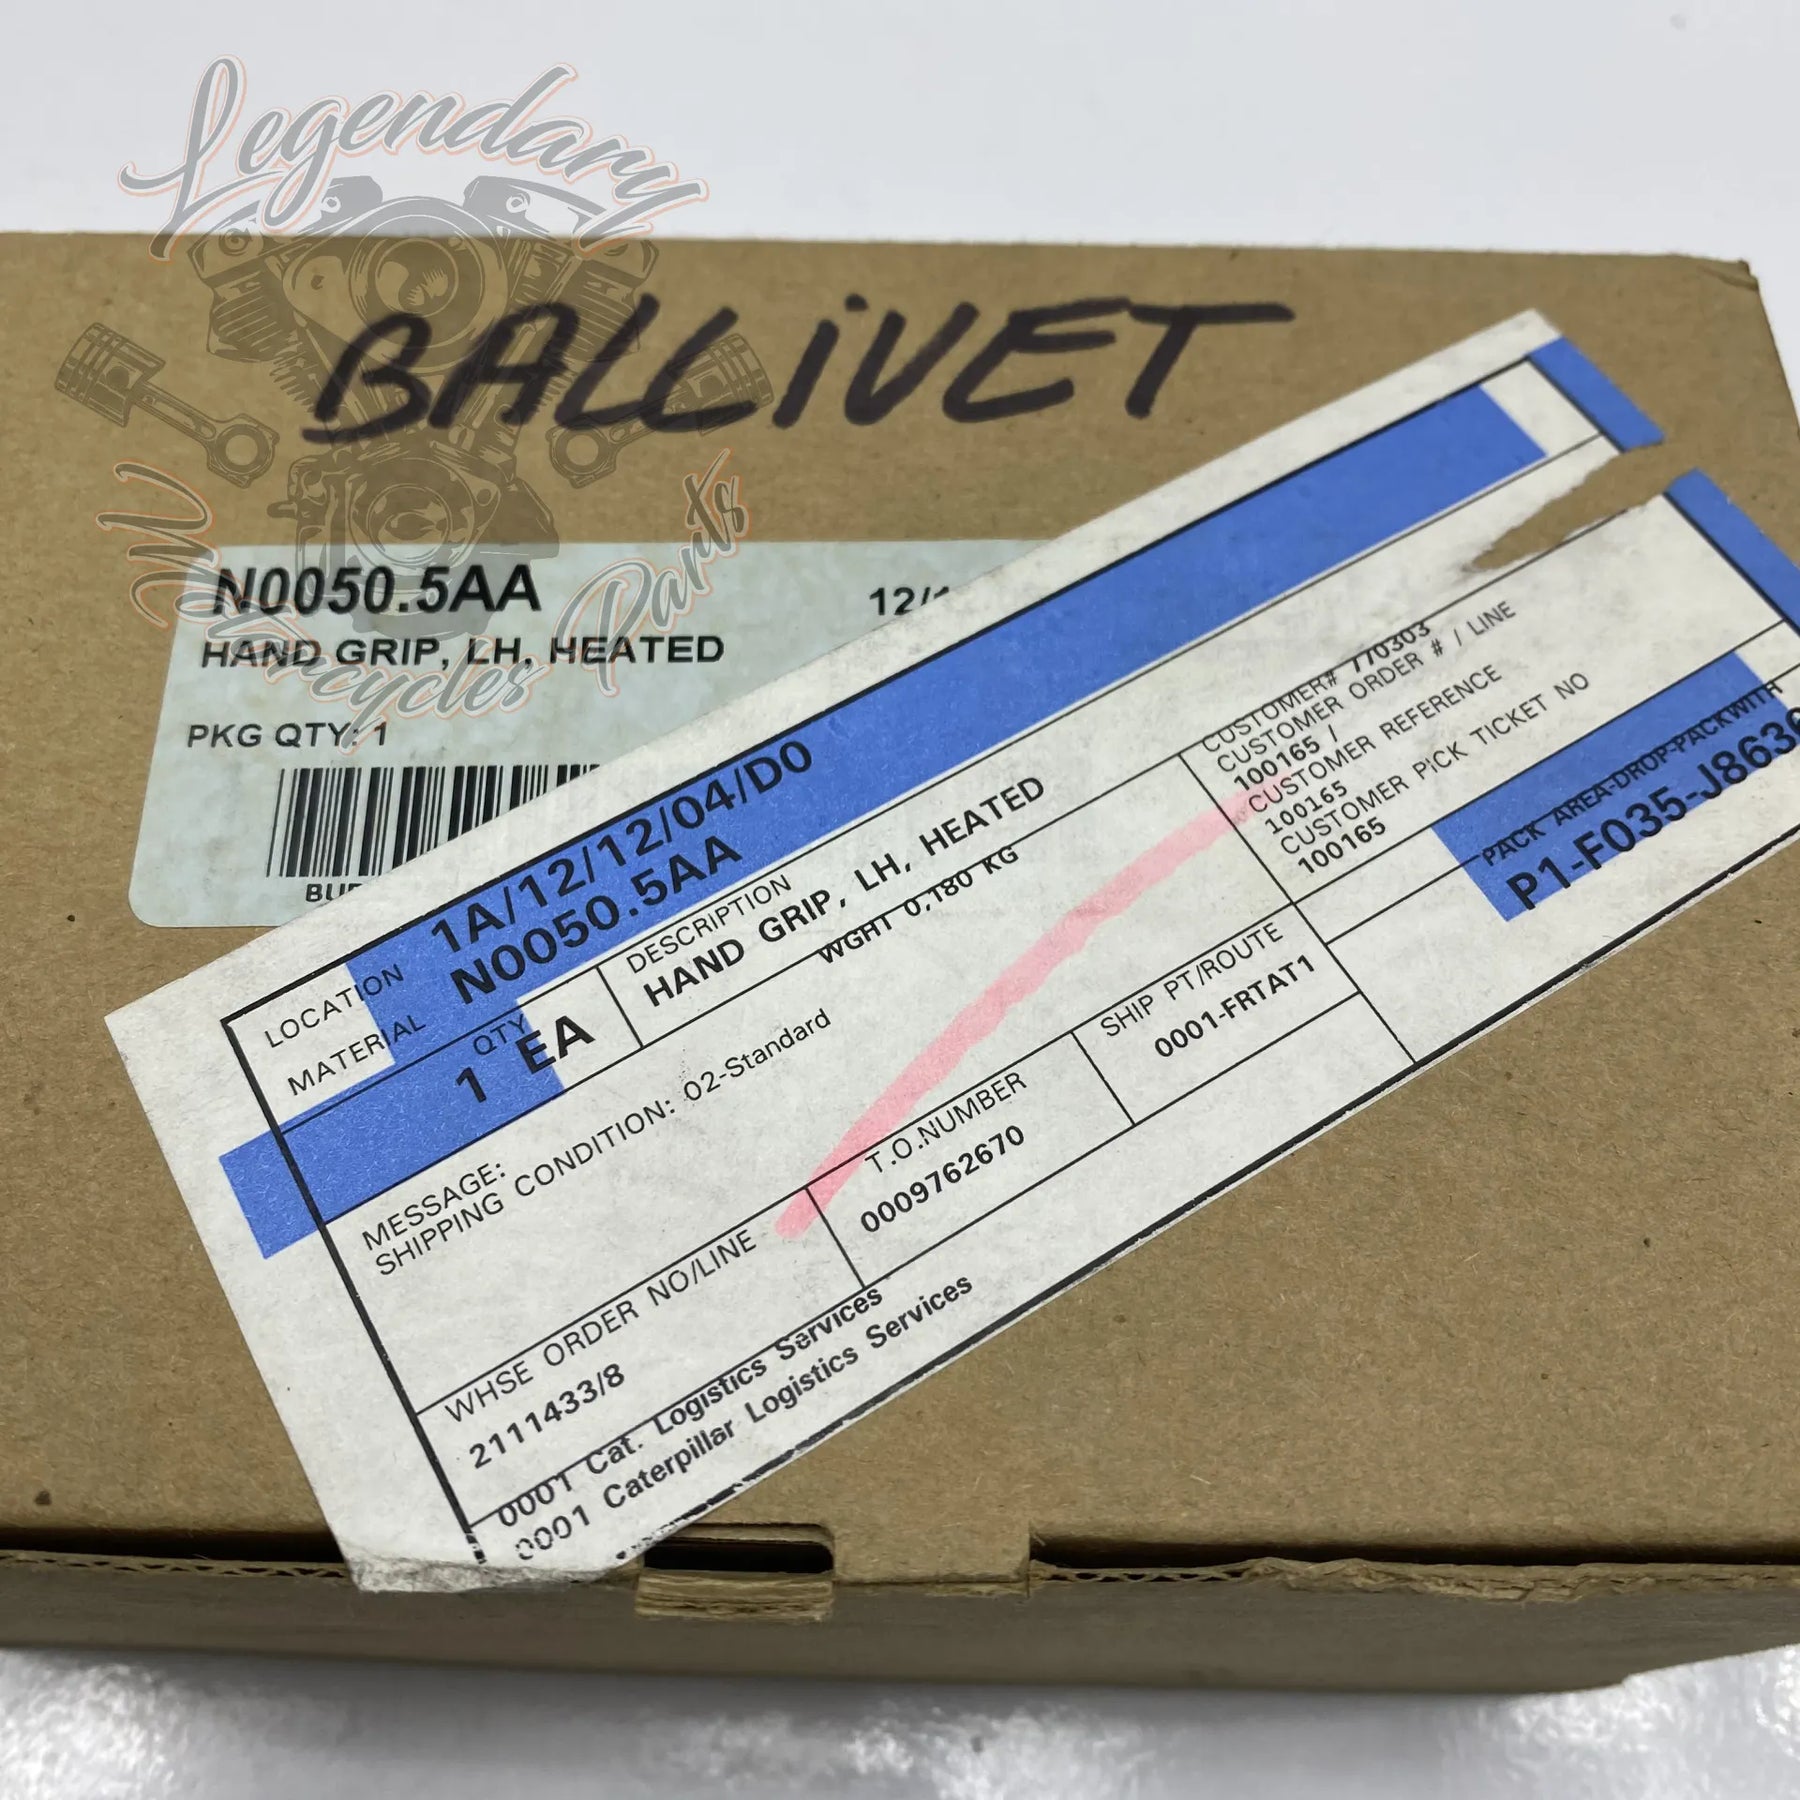 Legendary
Motorcycles Parts
BALLiVET
N0050.5AA
HAND GRIP, LH, HEATED
PKG QTY: 1
LOCATION 1A/12/12/04/D0
MATERIAL N0050.5AA
QTY
1 EA
DESCRIPTION
HAND GRIP, LH, HEATED
WGHT 0,180 KG
CUSTOMER# 770303
CUSTOMER ORDER # / LINE
100165 /
CUSTOMER REFERENCE
100165
CUSTOMER PICK TICKET NO
100165
PACK AREA-DROP-PACKWITH
P1-F035-J8636
MESSAGE:
SHIPPING CONDITION: 02-Standard
WHSE ORDER NO/LINE
2111433/8
T.O.NUMBER
0009762670
SHIP PT/ROUTE
0001-FRTAT1
0001 Cat. Logistics Services
0001 Caterpillar Logistics Services